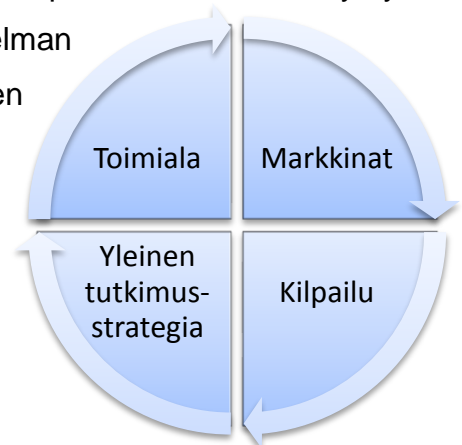 elman
en
Toimiala
Markkinat
Yleinen
tutkimus-
strategia
Kilpailu